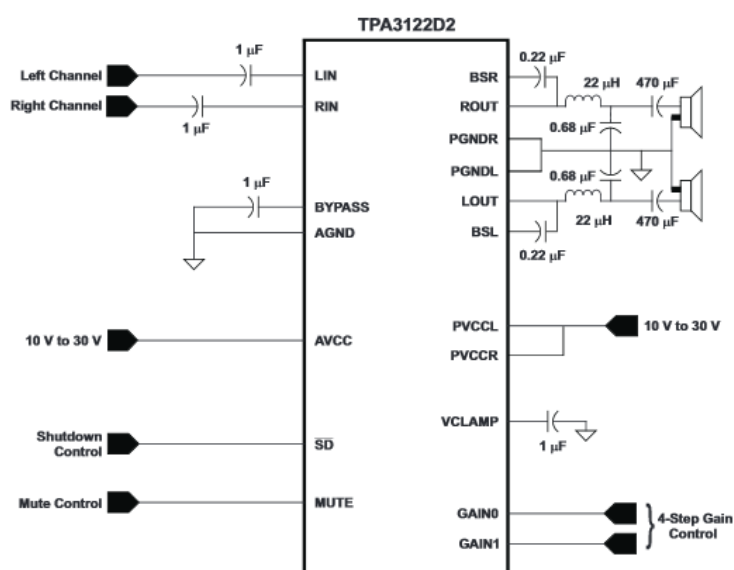 TPA3122D2
1 µF
Left Channel
LIN
Right Channel
RIN
1 µF
1 µF
BYPASS
AGND
10 V to 30 V
AVCC
Shutdown
Control
SD
Mute Control
MUTE
0.22 µF
BSR
22 µH
470 µF
ROUT
0.68 µF
PGNDR
PGNDL
0.68 µF
LOUT
22 µH
470 µF
BSL
0.22 µF
PVCCL
10 V to 30 V
PVCCR
VCLAMP
1 µF
GAIN0
4-Step Gain
Control
GAIN1